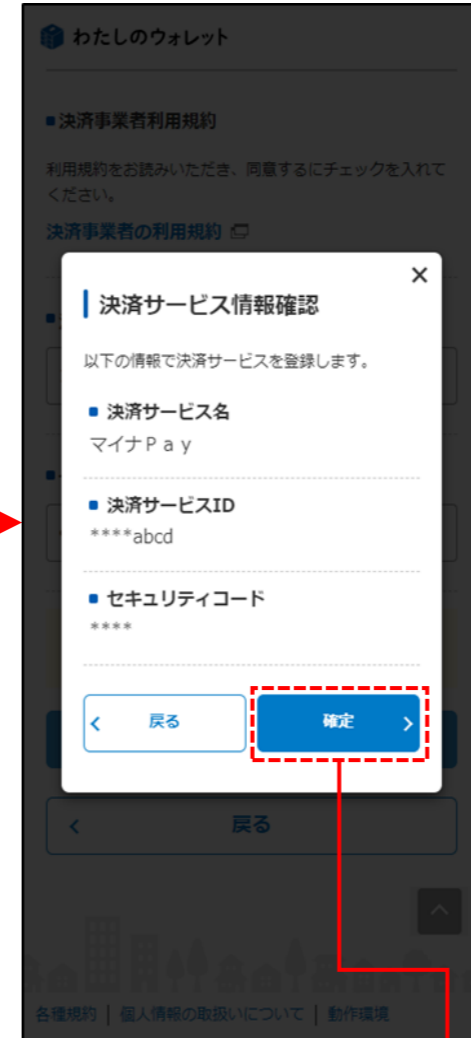 わたしのウォレット
決済事業者利用規約
利用規約をお読みいただき、同意するにチェックを入れて
ください。
決済事業者の利用規約
×
決済サービス情報確認
以下の情報で決済サービスを登録します。
決済サービス名
マイナＰａｙ
決済サービスID
****abcd
セキュリティコード
****
戻る
確定
戻る
各種規約 | 個人情報の取扱いについて | 動作環境